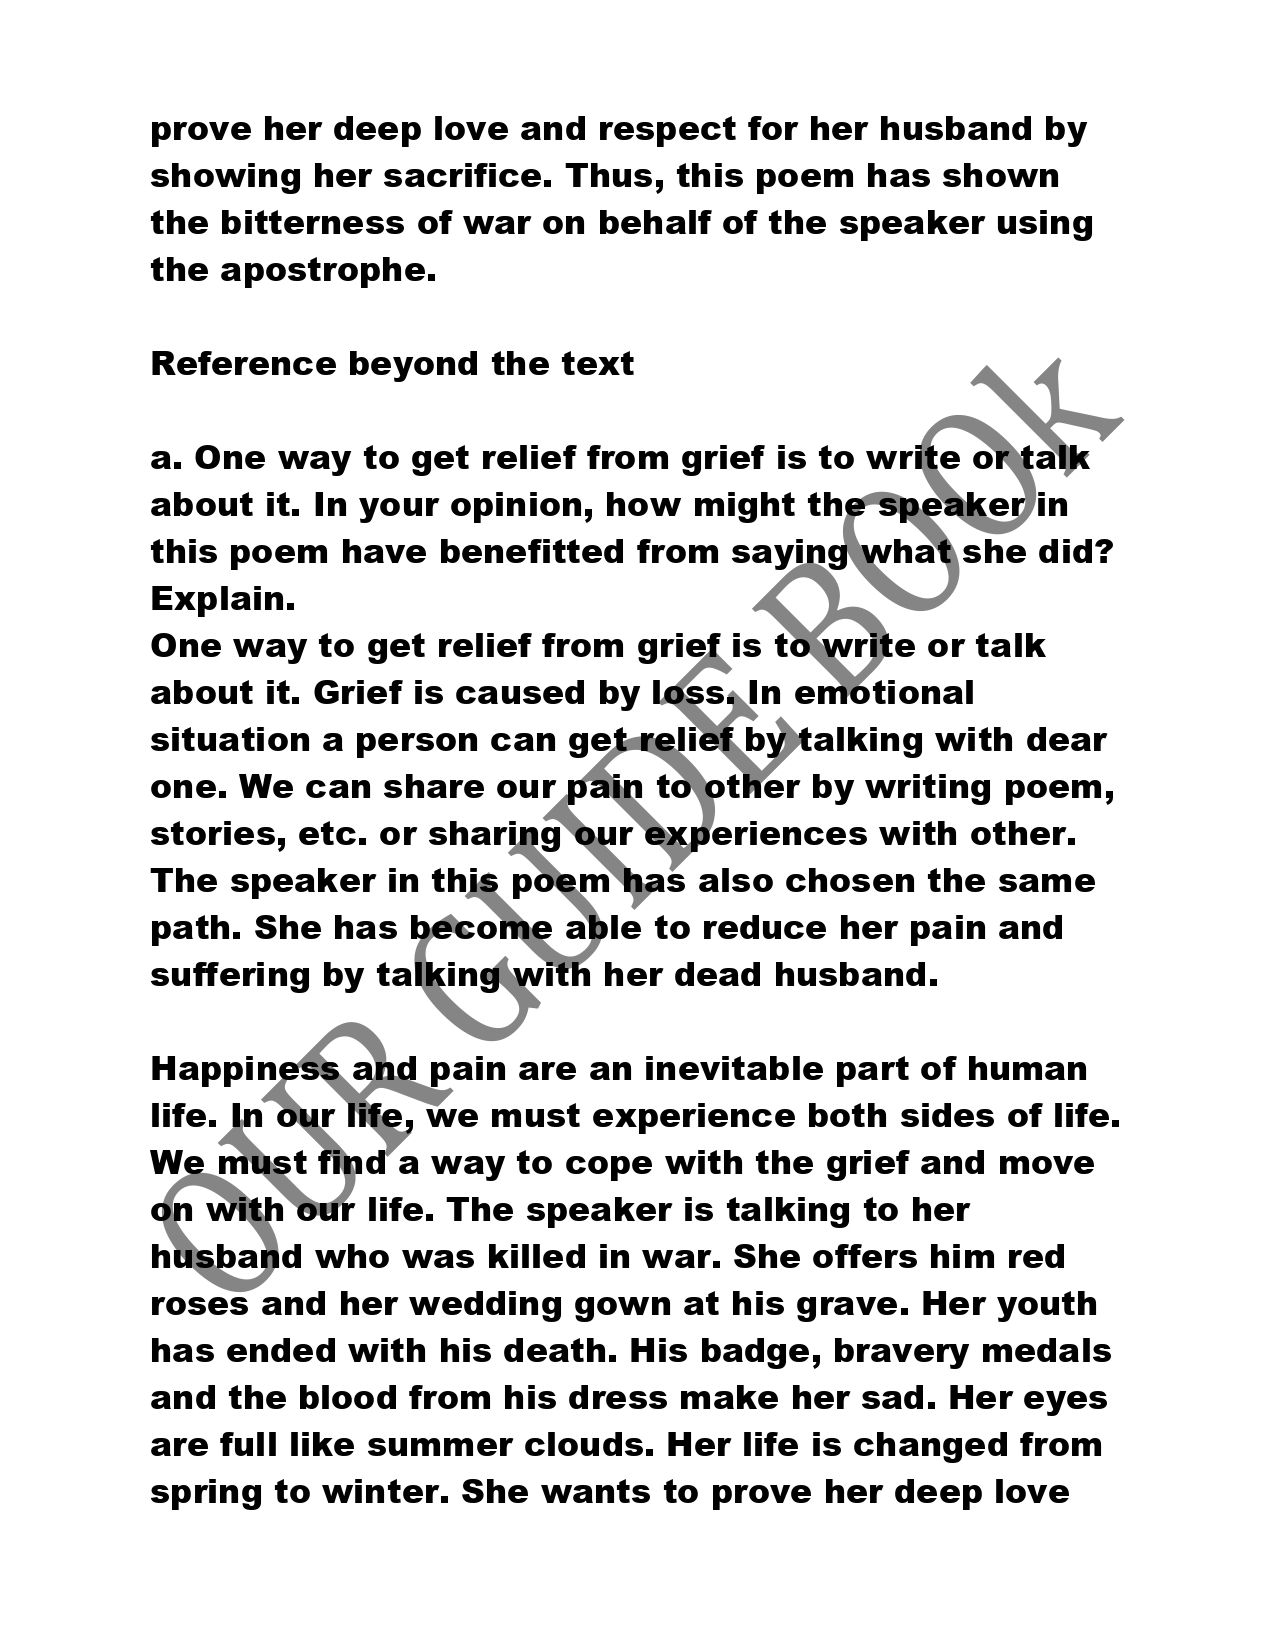 prove her deep love and respect for her husband by
showing her sacrifice. Thus, this poem has shown
the bitterness of war on behalf of the speaker using
the apostrophe.
Reference beyond the text
a. One way to get relief from grief is to write or talk
about it. In your opinion, how might the speaker in
this poem have benefitted from saying what she did?
Explain.
One way to get relief from grief is to write or talk
about it. Grief is caused by loss. In emotional
situation a person can get relief by talking with dear
one. We can share our pain to other by writing poem,
stories, etc. or sharing our experiences with other.
The speaker in this poem has also chosen the same
path. She has become able to reduce her pain and
suffering by talking with her dead husband.
Happiness and pain are an inevitable part of human
life. In our life, we must experience both sides of life.
We must find a way to cope with the grief and move
on with our life. The speaker is talking to her
husband who was killed in war. She offers him red
roses and her wedding gown at his grave. Her youth
has ended with his death. His badge, bravery medals
and the blood from his dress make her sad. Her eyes
are full like summer clouds. Her life is changed from
spring to winter. She wants to prove her deep love
OUR GUIDE BOOk